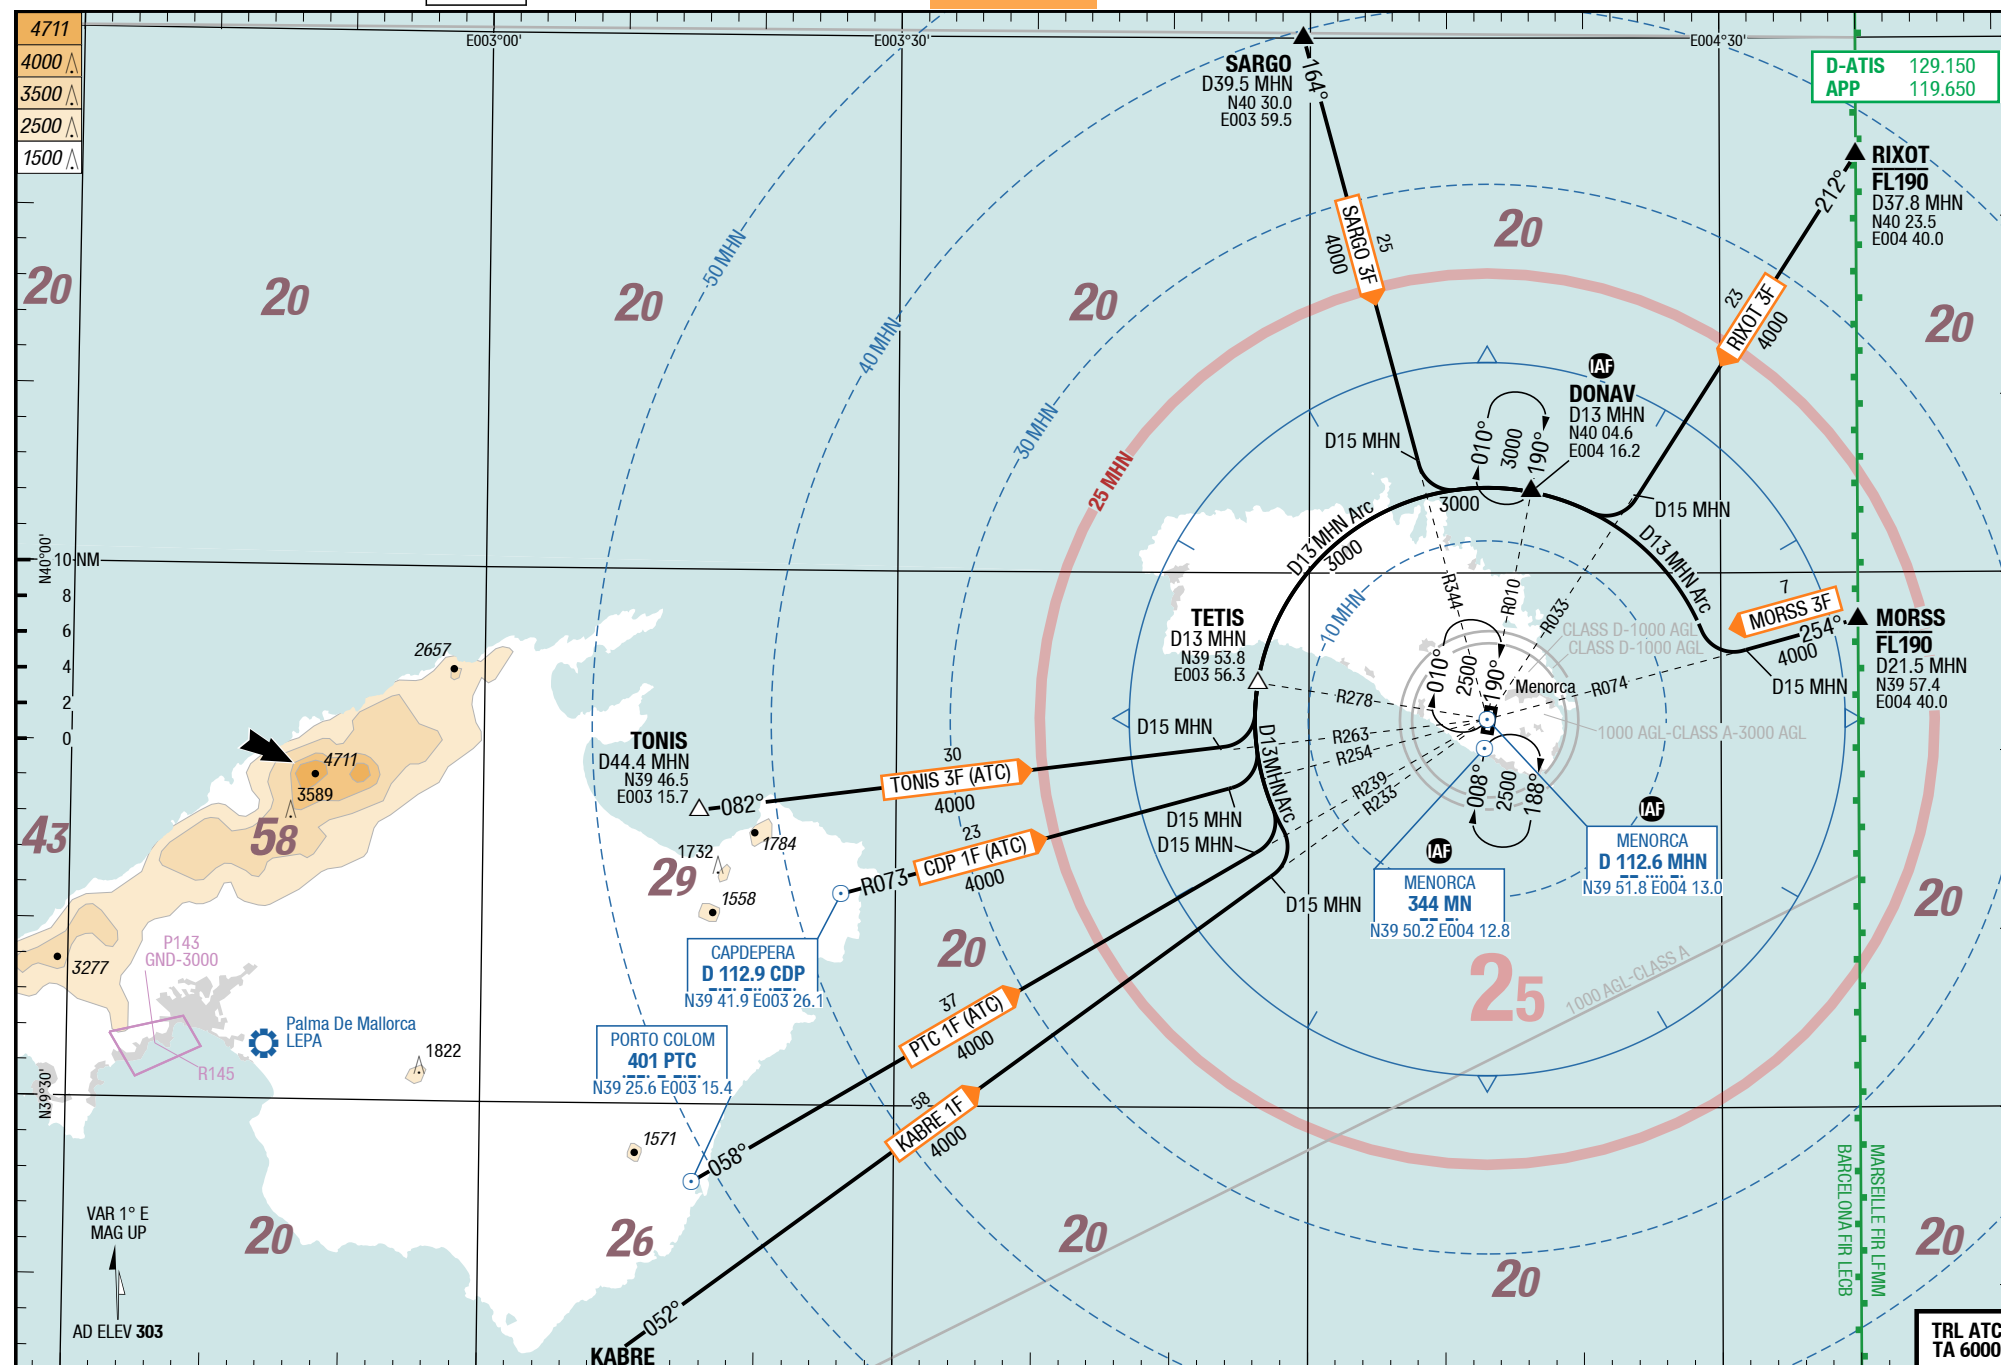 4711
4000
3500
2500
1500
E003°00'
E003°30'
E004°30'
D-ATIS 129.150
APP 119.650
SARGO
D39.5 MHN
N40 30.0
E003 59.5
164°
SARGO 3F
25
4000
RIXOT
FL190
D37.8 MHN
N40 23.5
E004 40.0
212°
23
RIXOT 3F
4000
50 MHN
40 MHN
30 MHN
25 MHN
10 MHN
20
20
20
20
20
20
IAF
DONAV
D13 MHN
N40 04.6
E004 16.2
010°
3000
190°
D15 MHN
D15 MHN
3000
D13 MHN Arc
3000
D13 MHN Arc
N40°00'
10 NM
8
6
4
2
0
TETIS
D13 MHN
N39 53.8
E003 56.3
R344
R010
R033
CLASS D-1000 AGL
CLASS D-1000 AGL
7
MORSS 3F
254°
4000
MORSS
FL190
D21.5 MHN
N39 57.4
E004 40.0
D15 MHN
R074
R278
R263
R254
R239
R233
010°
2500
190°
Menorca
1000 AGL-CLASS A-3000 AGL
2657
4711
3589
43
58
TONIS
D44.4 MHN
N39 46.5
E003 15.7
082°
30
TONIS 3F (ATC)
4000
D15 MHN
D13MHN Arc
D15 MHN
D15 MHN
D15 MHN
1784
1732
1558
29
R073
23
CDP 1F (ATC)
4000
008°
2500
188°
IAF
MENORCA
344 MN
N39 50.2 E004 12.8
IAF
MENORCA
D 112.6 MHN
N39 51.8 E004 13.0
3277
P143
GND-3000
R145
Palma De Mallorca
LEPA
1822
CAPDEPERA
D 112.9 CDP
N39 41.9 E003 26.1
PORTO COLOM
401 PTC
N39 25.6 E003 15.4
20
37
PTC 1F (ATC)
4000
25
1000 AGL-CLASS A
20
N39°30'
58
KABRE 1F
4000
1571
058°
052°
KABRE
VAR 1° E
MAG UP
AD ELEV 303
20
26
20
20
20
BARCELONA FIR LECB
MARSEILLE FIR LFMM
TRL ATC
TA 6000